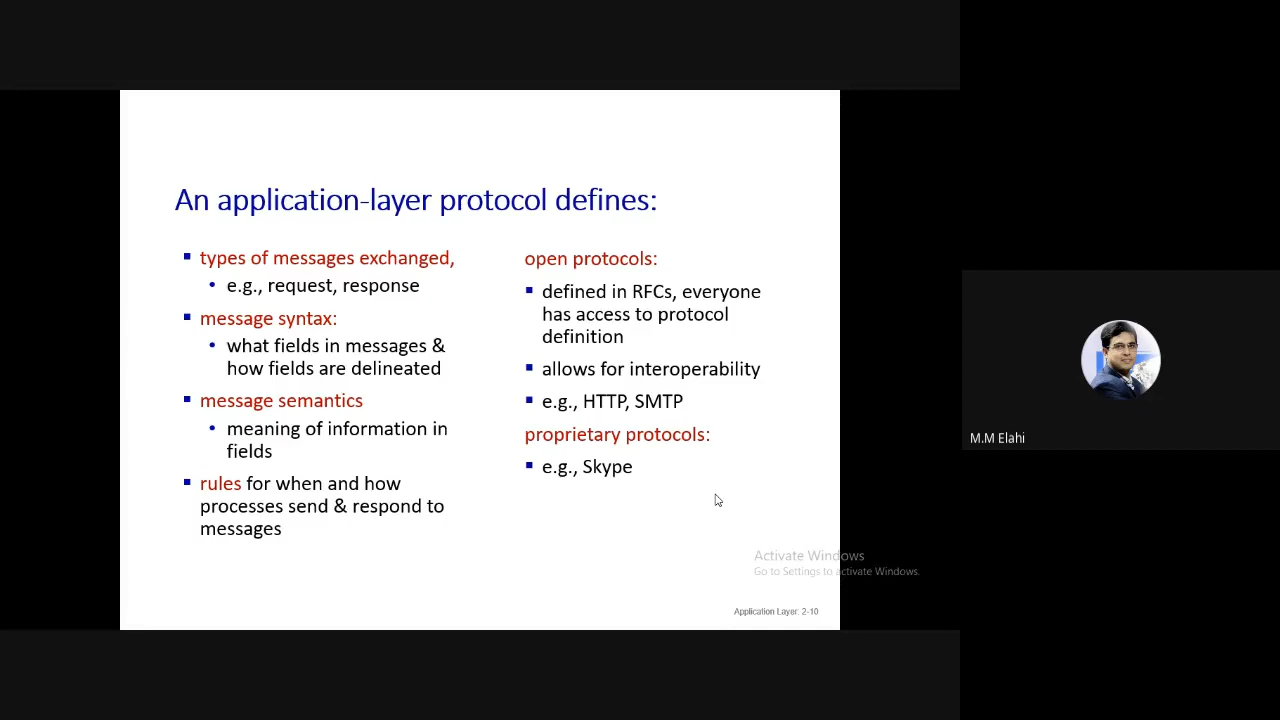 An application-layer protocol defines:
types of messages exchanged,
e.g., request, response
message syntax:
what fields in messages &
how fields are delineated
message semantics
meaning of information in
fields
rules for when and how
processes send & respond to
messages
open protocols:
defined in RFCs, everyone
has access to protocol
definition
allows for interoperability
e.g., HTTP, SMTP
proprietary protocols:
e.g., Skype
Activate Windows
Go to Settings to activate Windows.
Application Layer: 2-10
M.M Elahi